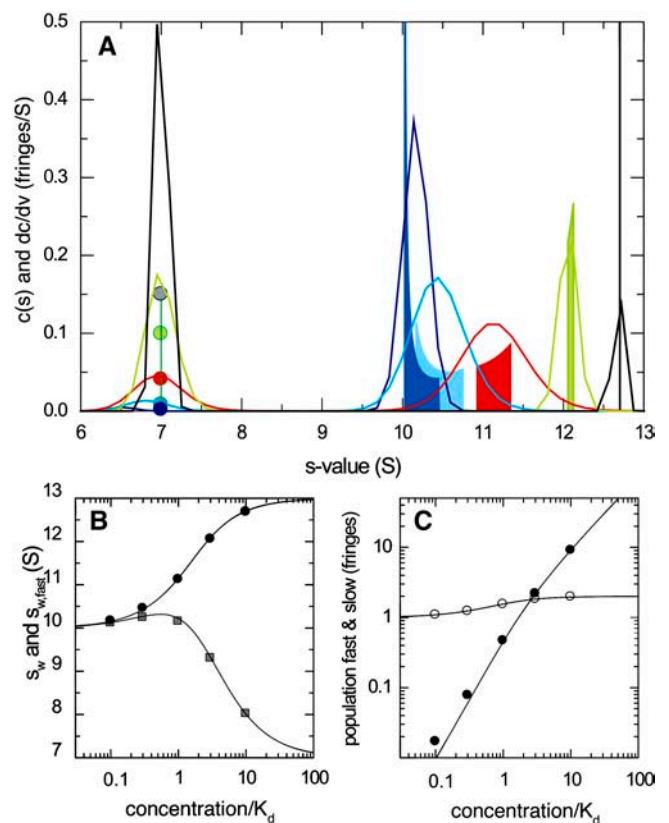 A
0.5
0.4
0.3
0.2
0.1
0.0
c(s) and dc/dv (fringes/S)
6 7 8 9 10 11 12 13
s-value (S)
B
13
12
11
10
9
8
7
s_w and s_w,fast (S)
0.1 1 10 100
concentration/K_d
C
10
1
0.1
population fast & slow (fringes)
0.1 1 10 100
concentration/K_d